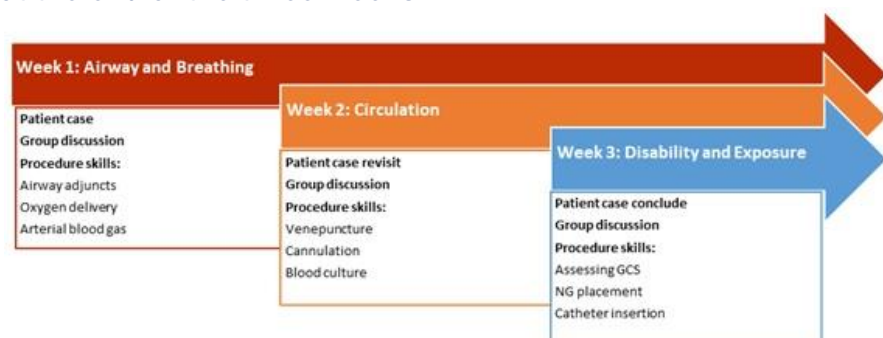 Week 1: Airway and Breathing
Patient case
Group discussion
Procedure skills:
Airway adjuncts
Oxygen delivery
Arterial blood gas
Week 2: Circulation
Patient case revisit
Group discussion
Procedure skills:
Venepuncture
Cannulation
Blood culture
Week 3: Disability and Exposure
Patient case conclude
Group discussion
Procedure skills:
Assessing GCS
NG placement
Catheter insertion